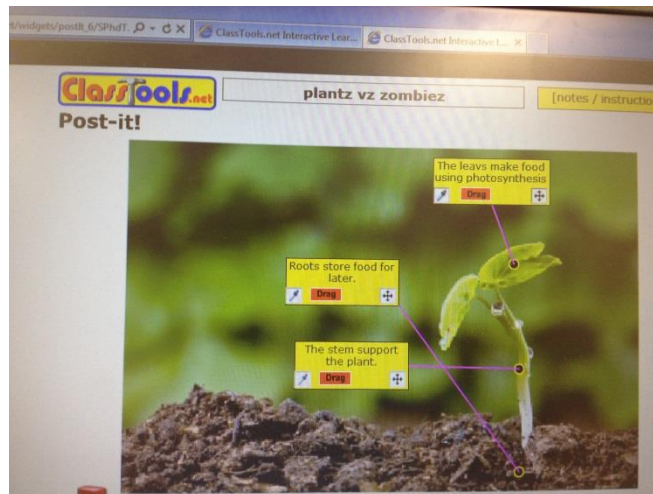 ClassTools.net Interactive Lear...
ClassTools.net Interactive L...
ClassTools.net
plantz vz zombiez
[notes / instructio
Post-it!
The leavs make food
using photosynthesis
Drag
Roots store food for
later.
Drag
The stem support
the plant.
Drag